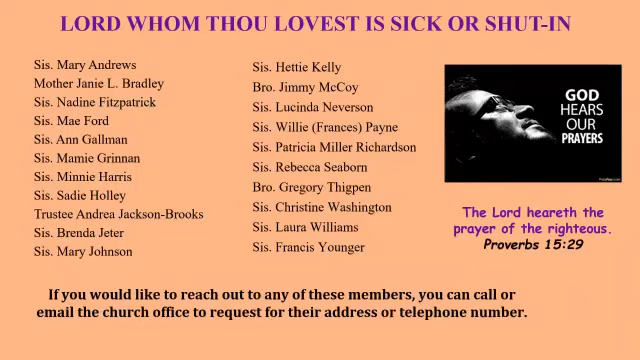 LORD WHOM THOU LOVEST IS SICK OR SHUT-IN
Sis. Mary Andrews
Mother Janie L. Bradley
Sis. Nadine Fitzpatrick
Sis. Mae Ford
Sis. Ann Gallman
Sis. Mamie Grinnan
Sis. Minnie Harris
Sis. Sadie Holley
Trustee Andrea Jackson-Brooks
Sis. Brenda Jeter
Sis. Mary Johnson
Sis. Hettie Kelly
Bro. Jimmy McCoy
Sis. Lucinda Neverson
Sis. Willie (Frances) Payne
Sis. Patricia Miller Richardson
Sis. Rebecca Seaborn
Bro. Gregory Thigpen
Sis. Christine Washington
Sis. Laura Williams
Sis. Francis Younger
GOD
HEARS
OUR
PRAYERS
The Lord heareth the
prayer of the righteous.
Proverbs 15:29
If you would like to reach out to any of these members, you can call or
email the church office to request for their address or telephone number.